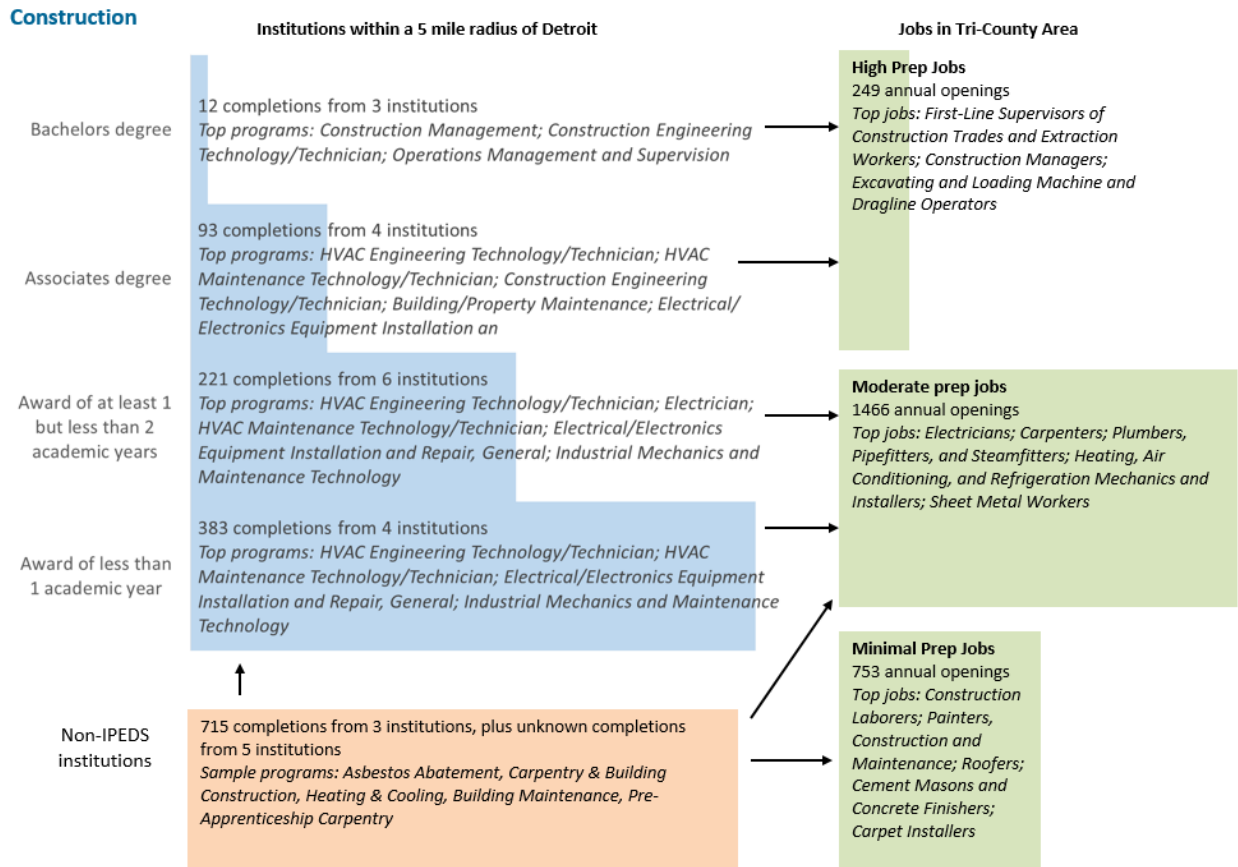 Construction
Institutions within a 5 mile radius of Detroit
Jobs in Tri-County Area
Bachelors degree
12 completions from 3 institutions
Top programs: Construction Management; Construction Engineering
Technology/Technician; Operations Management and Supervision
High Prep Jobs
249 annual openings
Top jobs: First-Line Supervisors of
Construction Trades and Extraction
Workers; Construction Managers;
Excavating and Loading Machine and
Dragline Operators
Associates degree
93 completions from 4 institutions
Top programs: HVAC Engineering Technology/Technician; HVAC
Maintenance Technology/Technician; Construction Engineering
Technology/Technician; Building/Property Maintenance; Electrical/
Electronics Equipment Installation an
Award of at least 1
but less than 2
academic years
221 completions from 6 institutions
Top programs: HVAC Engineering Technology/Technician; Electrician;
HVAC Maintenance Technology/Technician; Electrical/Electronics
Equipment Installation and Repair, General; Industrial Mechanics and
Maintenance Technology
Moderate prep jobs
1466 annual openings
Top jobs: Electricians; Carpenters; Plumbers,
Pipefitters, and Steamfitters; Heating, Air
Conditioning, and Refrigeration Mechanics and
Installers; Sheet Metal Workers
Award of less than
1 academic year
383 completions from 4 institutions
Top programs: HVAC Engineering Technology/Technician; HVAC
Maintenance Technology/Technician; Electrical/Electronics Equipment
Installation and Repair, General; Industrial Mechanics and Maintenance
Technology
Non-IPEDS
institutions
715 completions from 3 institutions, plus unknown completions
from 5 institutions
Sample programs: Asbestos Abatement, Carpentry & Building
Construction, Heating & Cooling, Building Maintenance, Pre-
Apprenticeship Carpentry
Minimal Prep Jobs
753 annual openings
Top jobs: Construction
Laborers; Painters,
Construction and
Maintenance; Roofers;
Cement Masons and
Concrete Finishers;
Carpet Installers